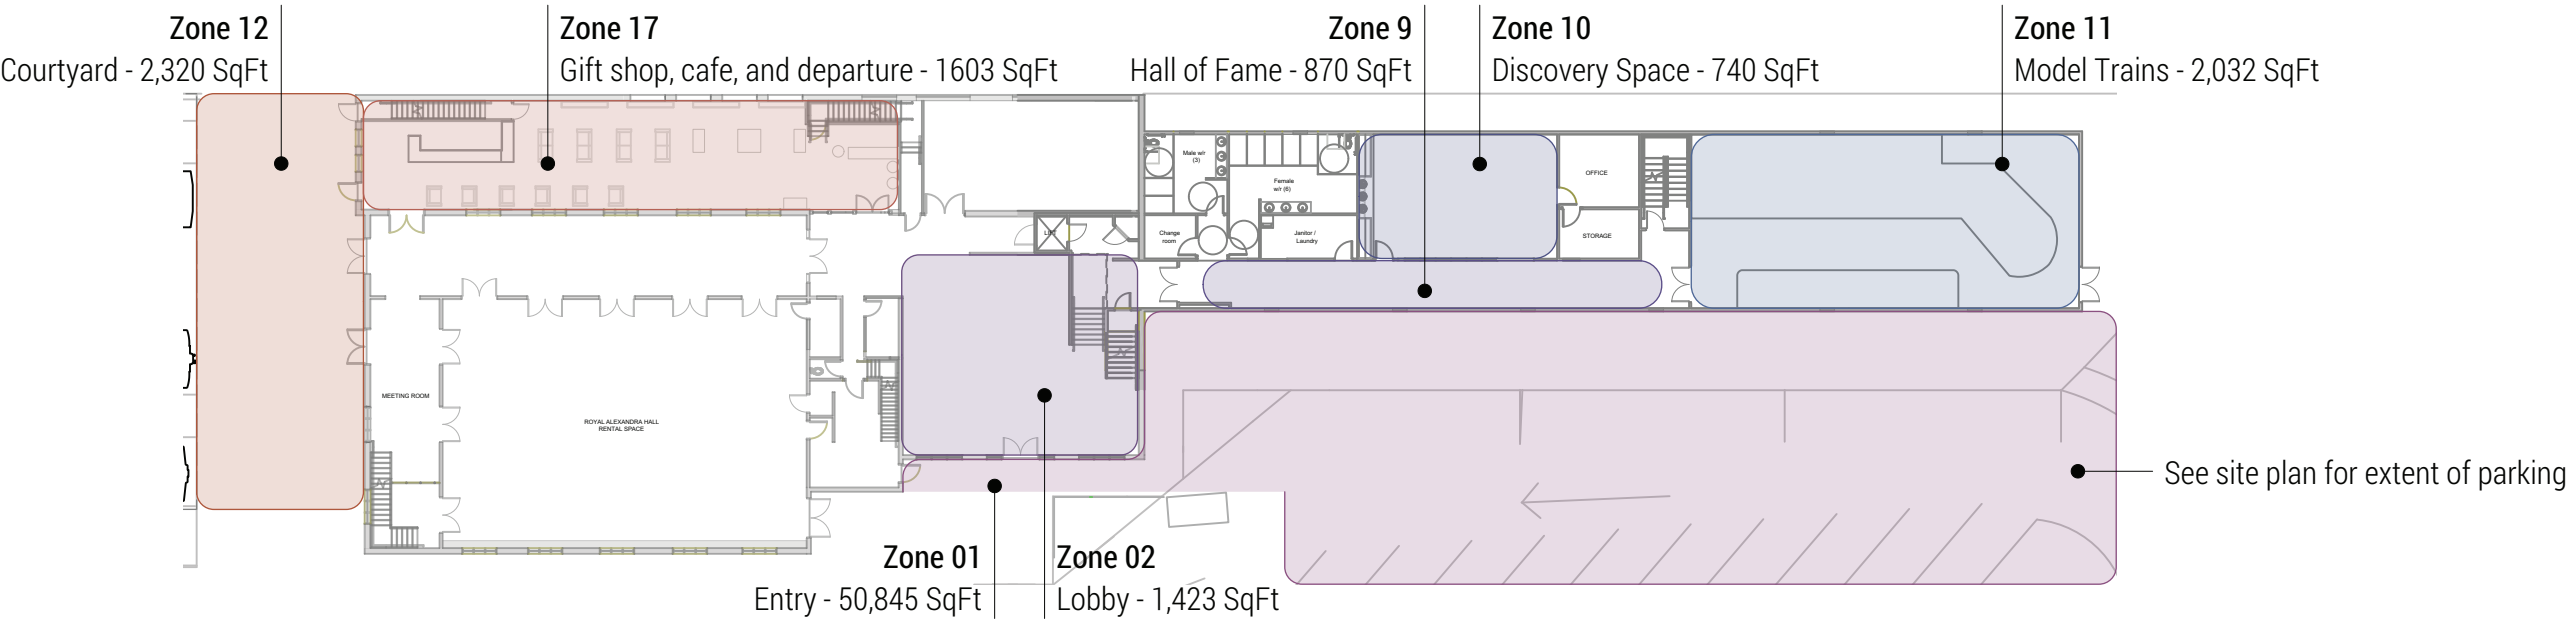 Zone 12
Courtyard - 2,320 SqFt
Zone 17
Gift shop, cafe, and departure - 1603 SqFt
Zone 9
Hall of Fame - 870 SqFt
Zone 10
Discovery Space - 740 SqFt
Zone 11
Model Trains - 2,032 SqFt
Male w/r
(3)
Female
w/r (6)
OFFICE
LIFT
Change
room
Janitor /
Laundry
STORAGE
MEETING ROOM
ROYAL ALEXANDRA HALL
RENTAL SPACE
See site plan for extent of parking
Zone 01
Entry - 50,845 SqFt
Zone 02
Lobby - 1,423 SqFt